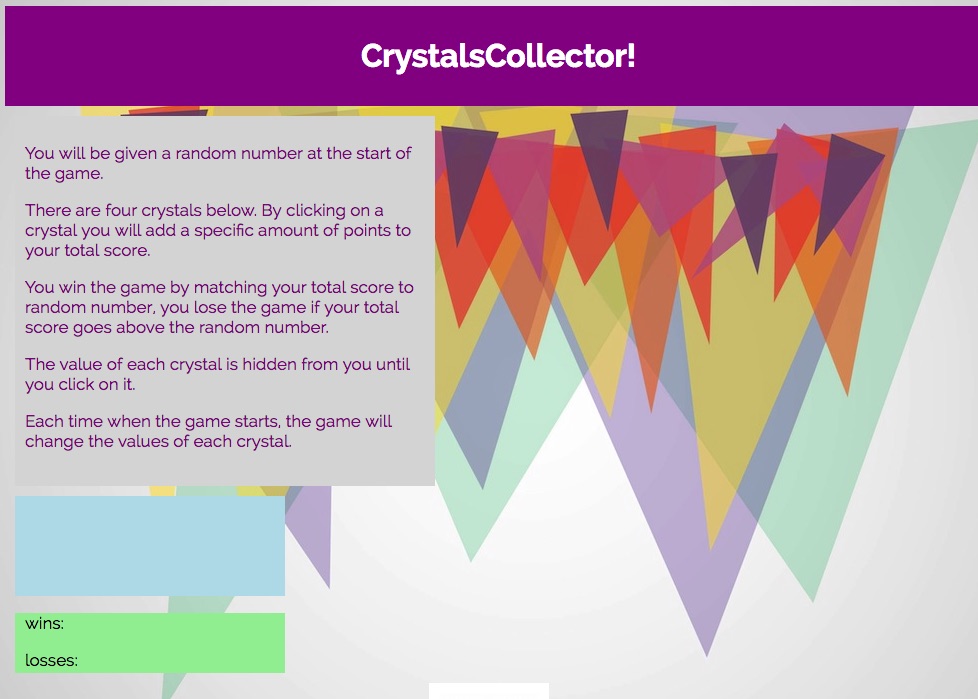 CrystalsCollector!
You will be given a random number at the start of
the game.
There are four crystals below. By clicking on a
crystal you will add a specific amount of points to
your total score.
You win the game by matching your total score to
random number, you lose the game if your total
score goes above the random number.
The value of each crystal is hidden from you until
you click on it.
Each time when the game starts, the game will
change the values of each crystal.
wins:
losses: